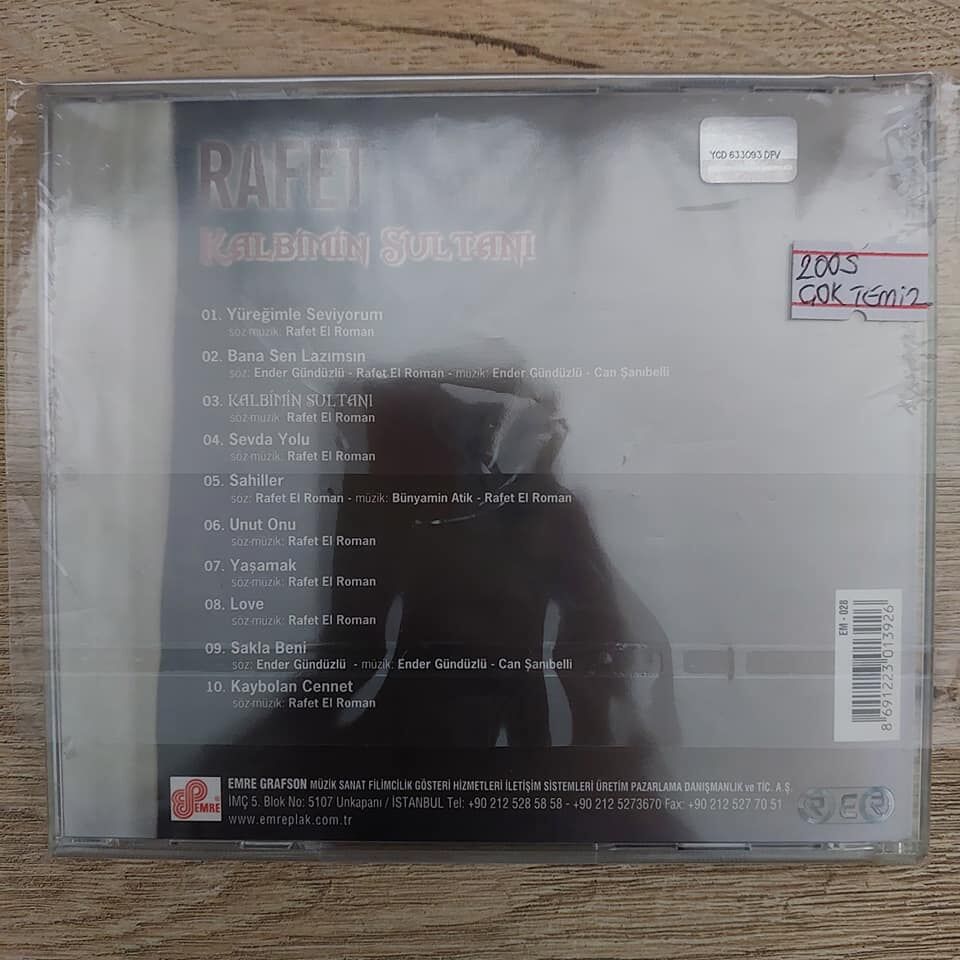 RAFET
YCD 633093 DPV
KALBİMİN SULTANI
2005
ÇOK TEMİZ
01. Yüreğimle Seviyorum
söz-müzik: Rafet El Roman
02. Bana Sen Lazımsın
söz: Ender Gündüzlü - Rafet El Roman - müzik: Ender Gündüzlü - Can Şanıbelli
03. KALBİMİN SULTANI
söz-müzik: Rafet El Roman
04. Sevda Yolu
söz-müzik: Rafet El Roman
05. Sahiller
söz: Rafet El Roman - müzik: Bünyamin Atik - Rafet El Roman
06. Unut Onu
söz-müzik: Rafet El Roman
07. Yaşamak
söz-müzik: Rafet El Roman
08. Love
söz-müzik: Rafet El Roman
09. Sakla Beni
söz: Ender Gündüzlü - müzik: Ender Gündüzlü - Can Şanıbelli
10. Kaybolan Cennet
söz-müzik: Rafet El Roman
EM - 028
8 691223 013926
EMRE
EMRE GRAFSON MÜZİK SANAT FİLİMCİLİK GÖSTERİ HİZMETLERİ İLETİŞİM SİSTEMLERİ ÜRETİM PAZARLAMA DANIŞMANLIK ve TİC. A Ş.
İMÇ 5. Blok No: 5107 Unkapanı / İSTANBUL Tel: +90 212 528 58 58 - +90 212 5273670 Fax: +90 212 527 70 51
www.emreplak.com.tr
RER